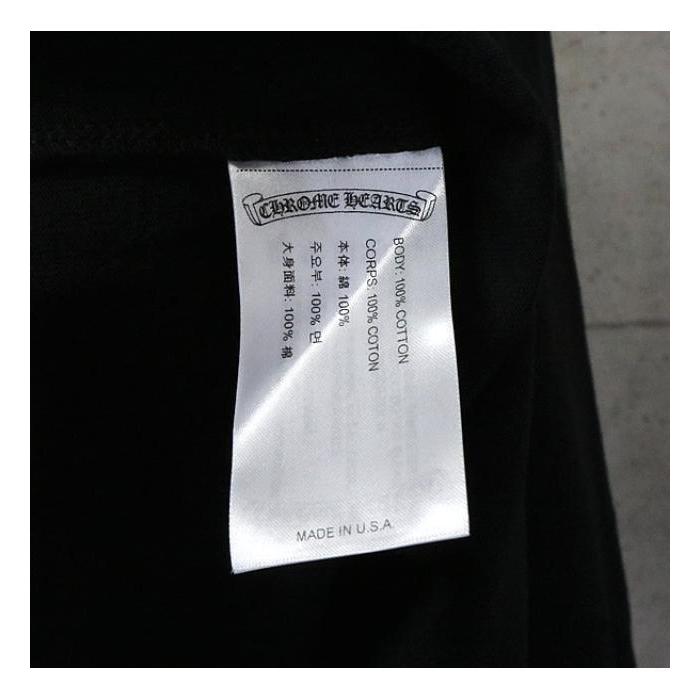 CHROME HEARTS
BODY: 100% COTTON
CORPS: 100% COTON
本体: 綿 100%
주요부: 100% 면
大身面料: 100% 棉
MADE IN U.S.A.